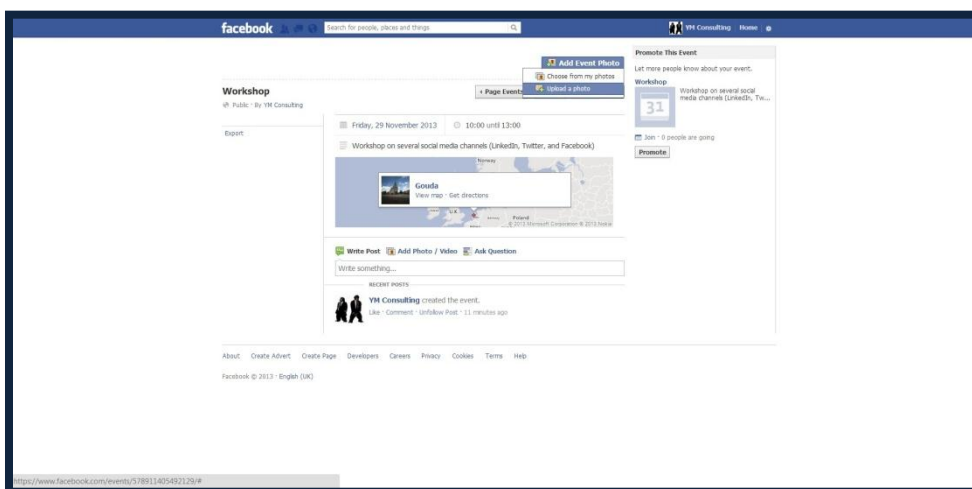 facebook
Search for people, places and things
YM Consulting Home
Add Event Photo
Choose from my photos
Upload a photo
Workshop
Public · By YM Consulting
‹ Page Events
Export
Friday, 29 November 2013
10:00 until 13:00
Workshop on several social media channels (LinkedIn, Twitter, and Facebook)
Norway
Gouda
View map · Get directions
U.K.
Poland
© 2013 Microsoft Corporation © 2013 Nokia
Write Post Add Photo / Video Ask Question
Write something...
RECENT POSTS
YM Consulting created the event.
Like · Comment · Unfollow Post · 11 minutes ago
Promote This Event
Let more people know about your event.
Workshop
31
Workshop on several social
media channels (LinkedIn, Tw...
Join · 0 people are going
Promote
About Create Advert Create Page Developers Careers Privacy Cookies Terms Help
Facebook © 2013 · English (UK)
https://www.facebook.com/events/578911405492129/#